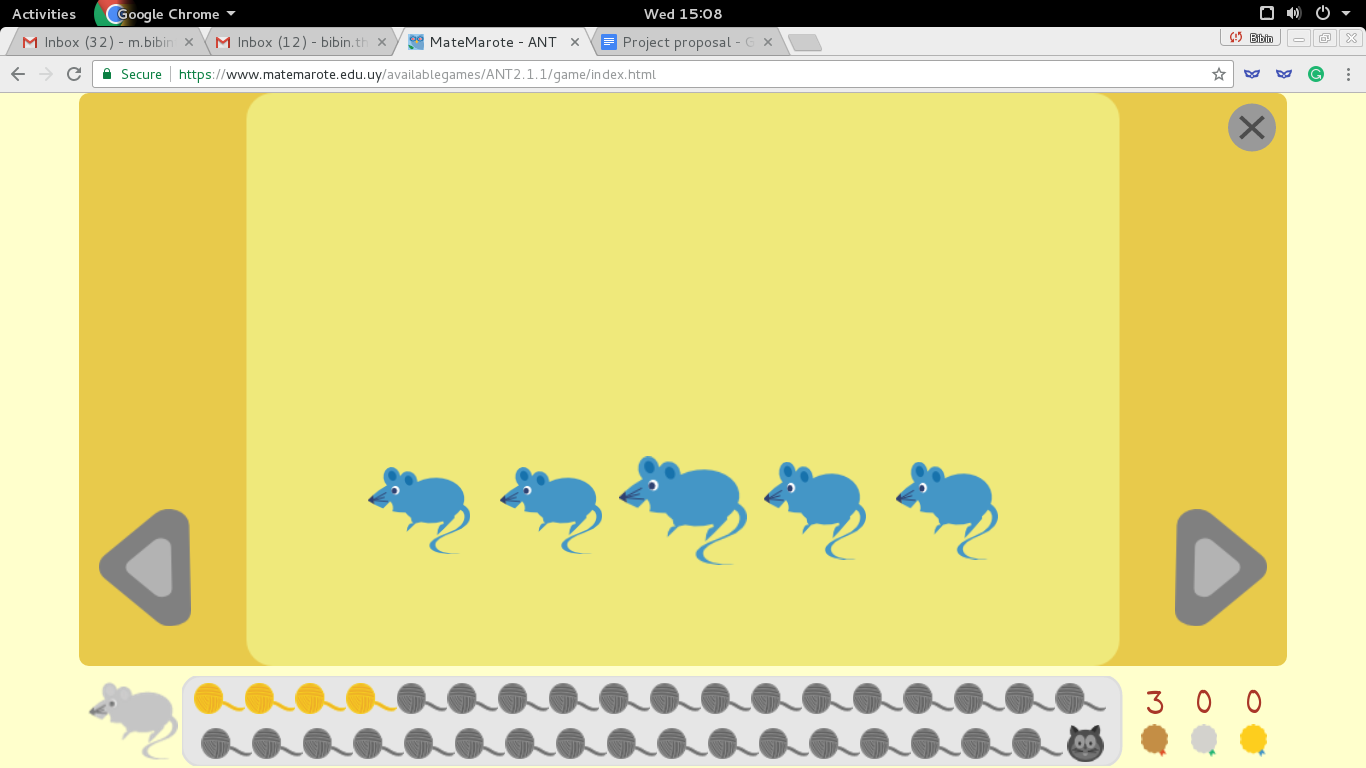 Activities Google Chrome Wed 15:08
Inbox (32) - m.bibin Inbox (12) - bibin.th MateMarote - ANT Project proposal - G Bibin
Secure https://www.matemarote.edu.uy/availablegames/ANT2.1.1/game/index.html
3 0 0